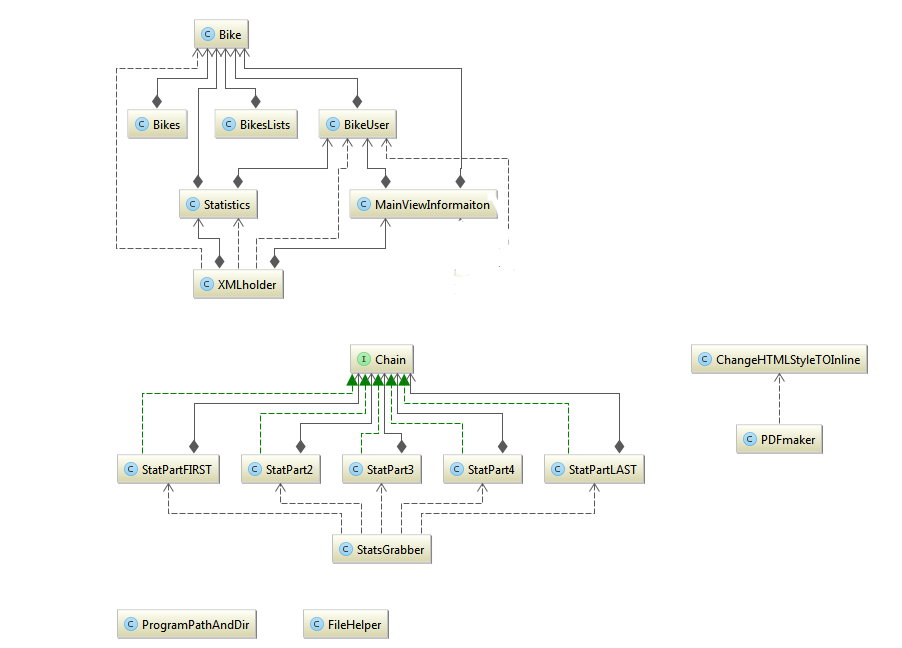 C Bike
C Bikes
C BikesLists
C BikeUser
C Statistics
C MainViewInformaiton
C XMLholder
I Chain
C ChangeHTMLStyleTOInline
C PDFmaker
C StatPartFIRST
C StatPart2
C StatPart3
C StatPart4
C StatPartLAST
C StatsGrabber
C ProgramPathAndDir
C FileHelper